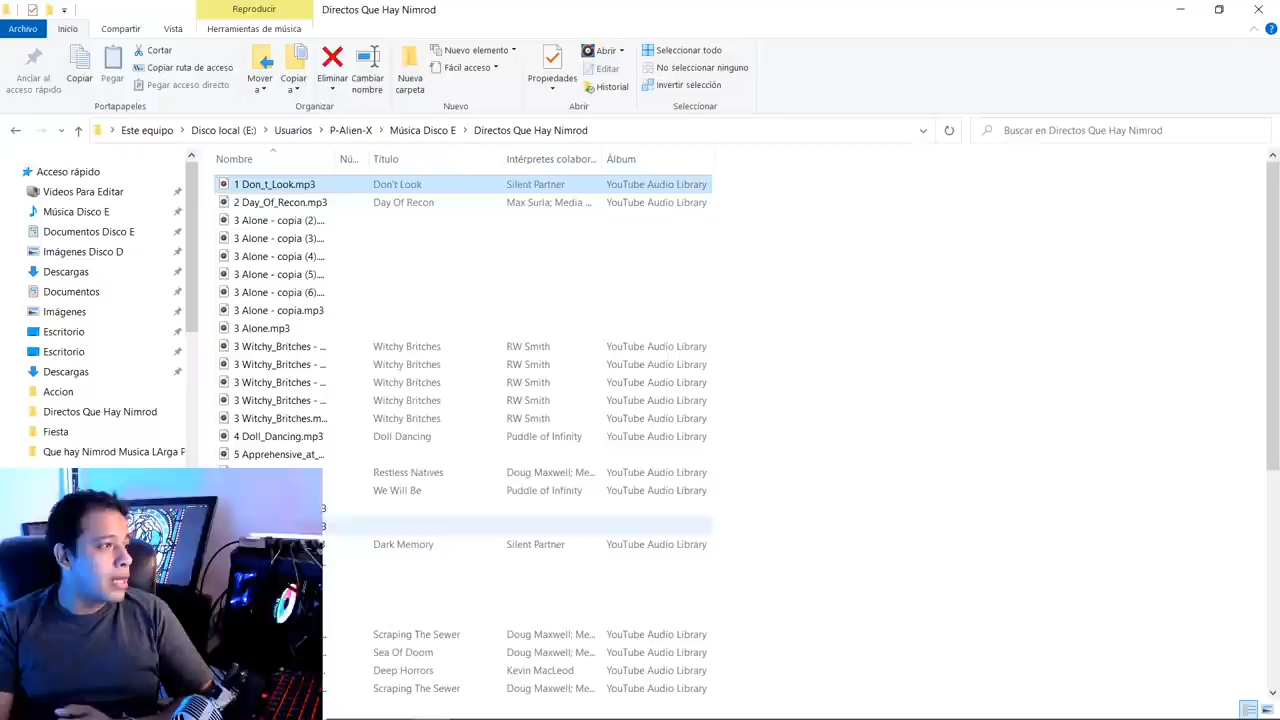 Reproducir
Directos Que Hay Nimrod
Archivo
Inicio
Compartir
Vista
Herramientas de música
Anclar al acceso rápido
Copiar
Pegar
Cortar
Copiar ruta de acceso
Pegar acceso directo
Portapapeles
Mover a
Copiar a
Eliminar
Cambiar nombre
Organizar
Nueva carpeta
Nuevo elemento
Fácil acceso
Nuevo
Propiedades
Abrir
Editar
Historial
Abrir
Seleccionar todo
No seleccionar ninguno
Invertir selección
Seleccionar
Este equipo > Disco local (E:) > Usuarios > P-Alien-X > Música Disco E > Directos Que Hay Nimrod
Buscar en Directos Que Hay Nimrod
Acceso rápido
Videos Para Editar
Música Disco E
Documentos Disco E
Imágenes Disco D
Descargas
Documentos
Imágenes
Escritorio
Escritorio
Descargas
Accion
Directos Que Hay Nimrod
Fiesta
Que hay Nimrod Musica LArga P
Nombre Nú... Título Intérpretes colabor... Álbum
1 Don_t_Look.mp3 Don't Look Silent Partner YouTube Audio Library
2 Day_Of_Recon.mp3 Day Of Recon Max Surla; Media ... YouTube Audio Library
3 Alone - copia (2)....
3 Alone - copia (3)....
3 Alone - copia (4)....
3 Alone - copia (5)....
3 Alone - copia (6)....
3 Alone - copia.mp3
3 Alone.mp3
3 Witchy_Britches - ... Witchy Britches RW Smith YouTube Audio Library
3 Witchy_Britches - ... Witchy Britches RW Smith YouTube Audio Library
3 Witchy_Britches - ... Witchy Britches RW Smith YouTube Audio Library
3 Witchy_Britches - ... Witchy Britches RW Smith YouTube Audio Library
3 Witchy_Britches.m... Witchy Britches RW Smith YouTube Audio Library
4 Doll_Dancing.mp3 Doll Dancing Puddle of Infinity YouTube Audio Library
5 Apprehensive_at_...
Restless Natives Doug Maxwell; Me... YouTube Audio Library
We Will Be Puddle of Infinity YouTube Audio Library
3
3
Dark Memory Silent Partner YouTube Audio Library
Scraping The Sewer Doug Maxwell; Me... YouTube Audio Library
Sea Of Doom Doug Maxwell; Me... YouTube Audio Library
Deep Horrors Kevin MacLeod YouTube Audio Library
Scraping The Sewer Doug Maxwell; Me... YouTube Audio Library